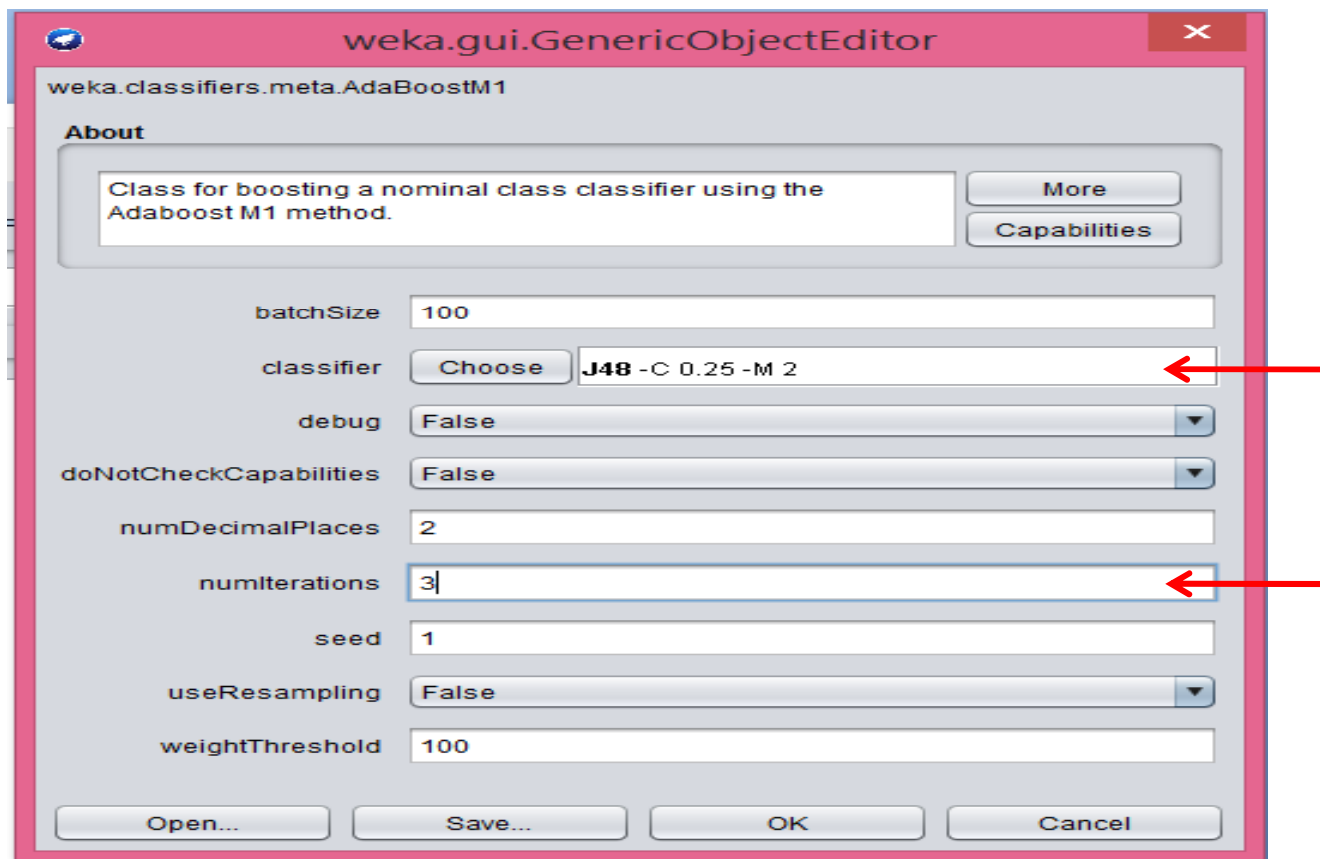 weka.gui.GenericObjectEditor
weka.classifiers.meta.AdaBoostM1
About
Class for boosting a nominal class classifier using the
Adaboost M1 method.
More
Capabilities
batchSize 100
classifier Choose J48 -C 0.25 -M 2
debug False
doNotCheckCapabilities False
numDecimalPlaces 2
numIterations 3
seed 1
useResampling False
weightThreshold 100
Open... Save... OK Cancel